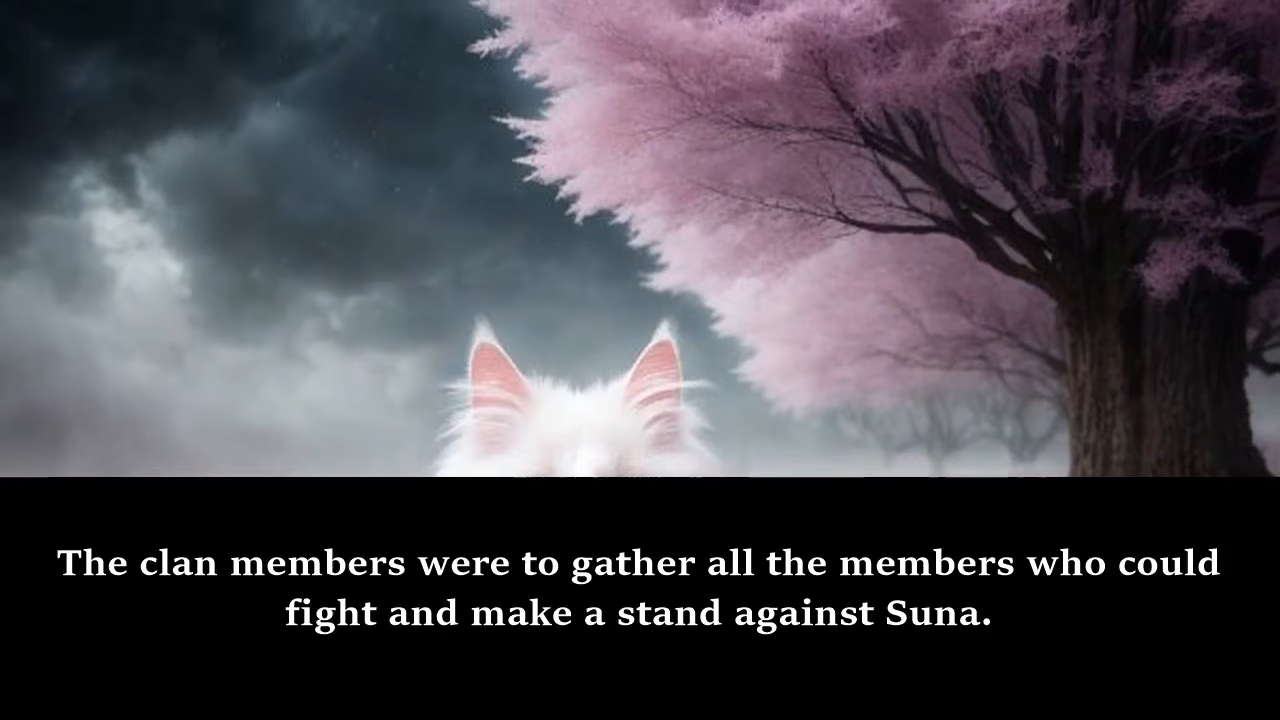 The clan members were to gather all the members who could
fight and make a stand against Suna.